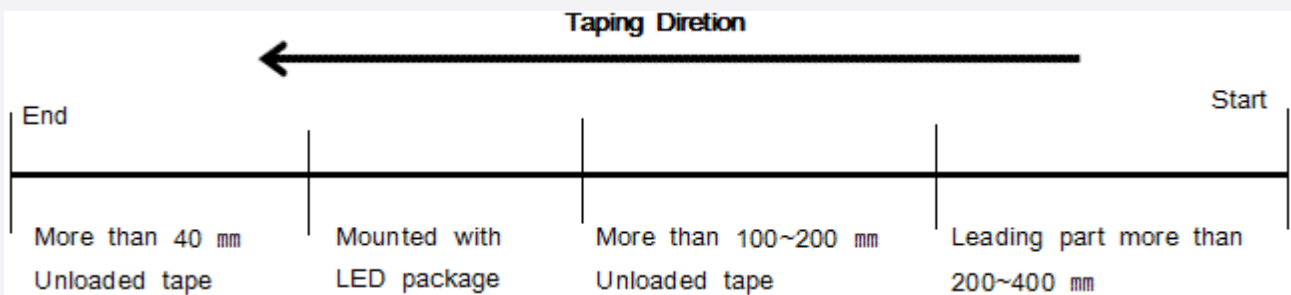 Taping Diretion
End
Start
More than 40 ㎜
Unloaded tape
Mounted with
LED package
More than 100~200 ㎜
Unloaded tape
Leading part more than
200~400 ㎜